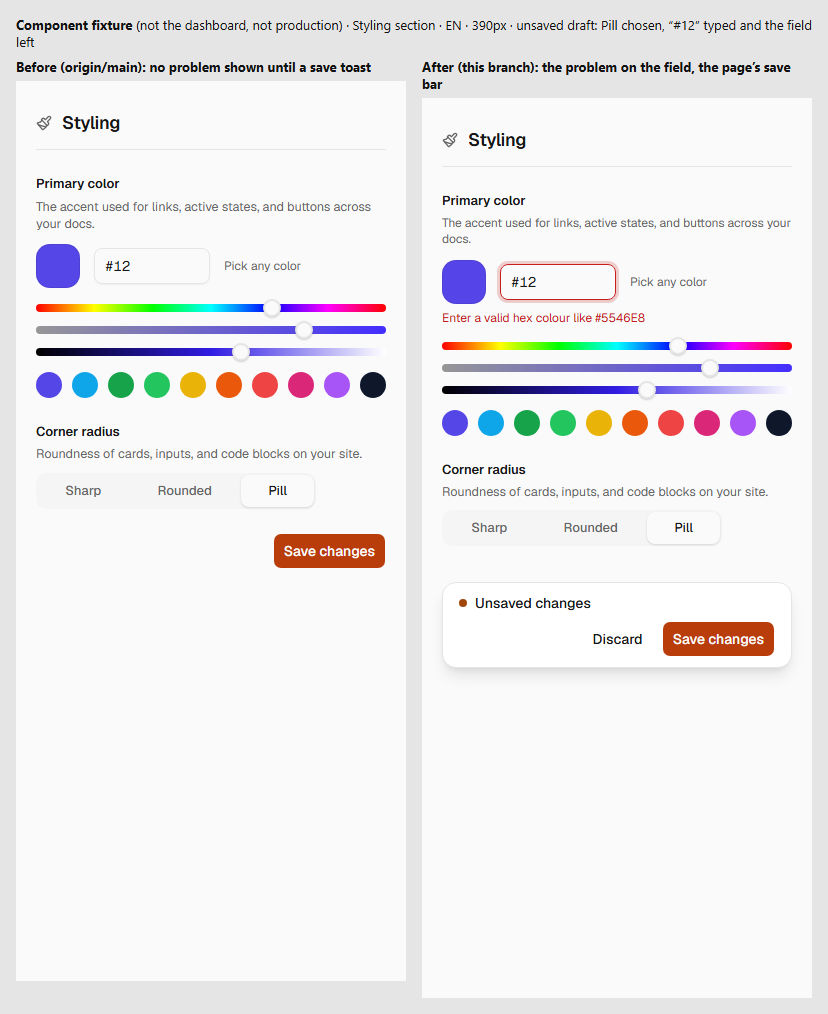 Component fixture (not the dashboard, not production) · Styling section · EN · 390px · unsaved draft: Pill chosen, “#12” typed and the field
left
Before (origin/main): no problem shown until a save toast
Styling
Primary color
The accent used for links, active states, and buttons across
your docs.
#12
Pick any color
Corner radius
Roundness of cards, inputs, and code blocks on your site.
Sharp
Rounded
Pill
Save changes
After (this branch): the problem on the field, the page’s save
bar
Styling
Primary color
The accent used for links, active states, and buttons across your
docs.
#12
Pick any color
Enter a valid hex colour like #5546E8
Corner radius
Roundness of cards, inputs, and code blocks on your site.
Sharp
Rounded
Pill
Unsaved changes
Discard
Save changes